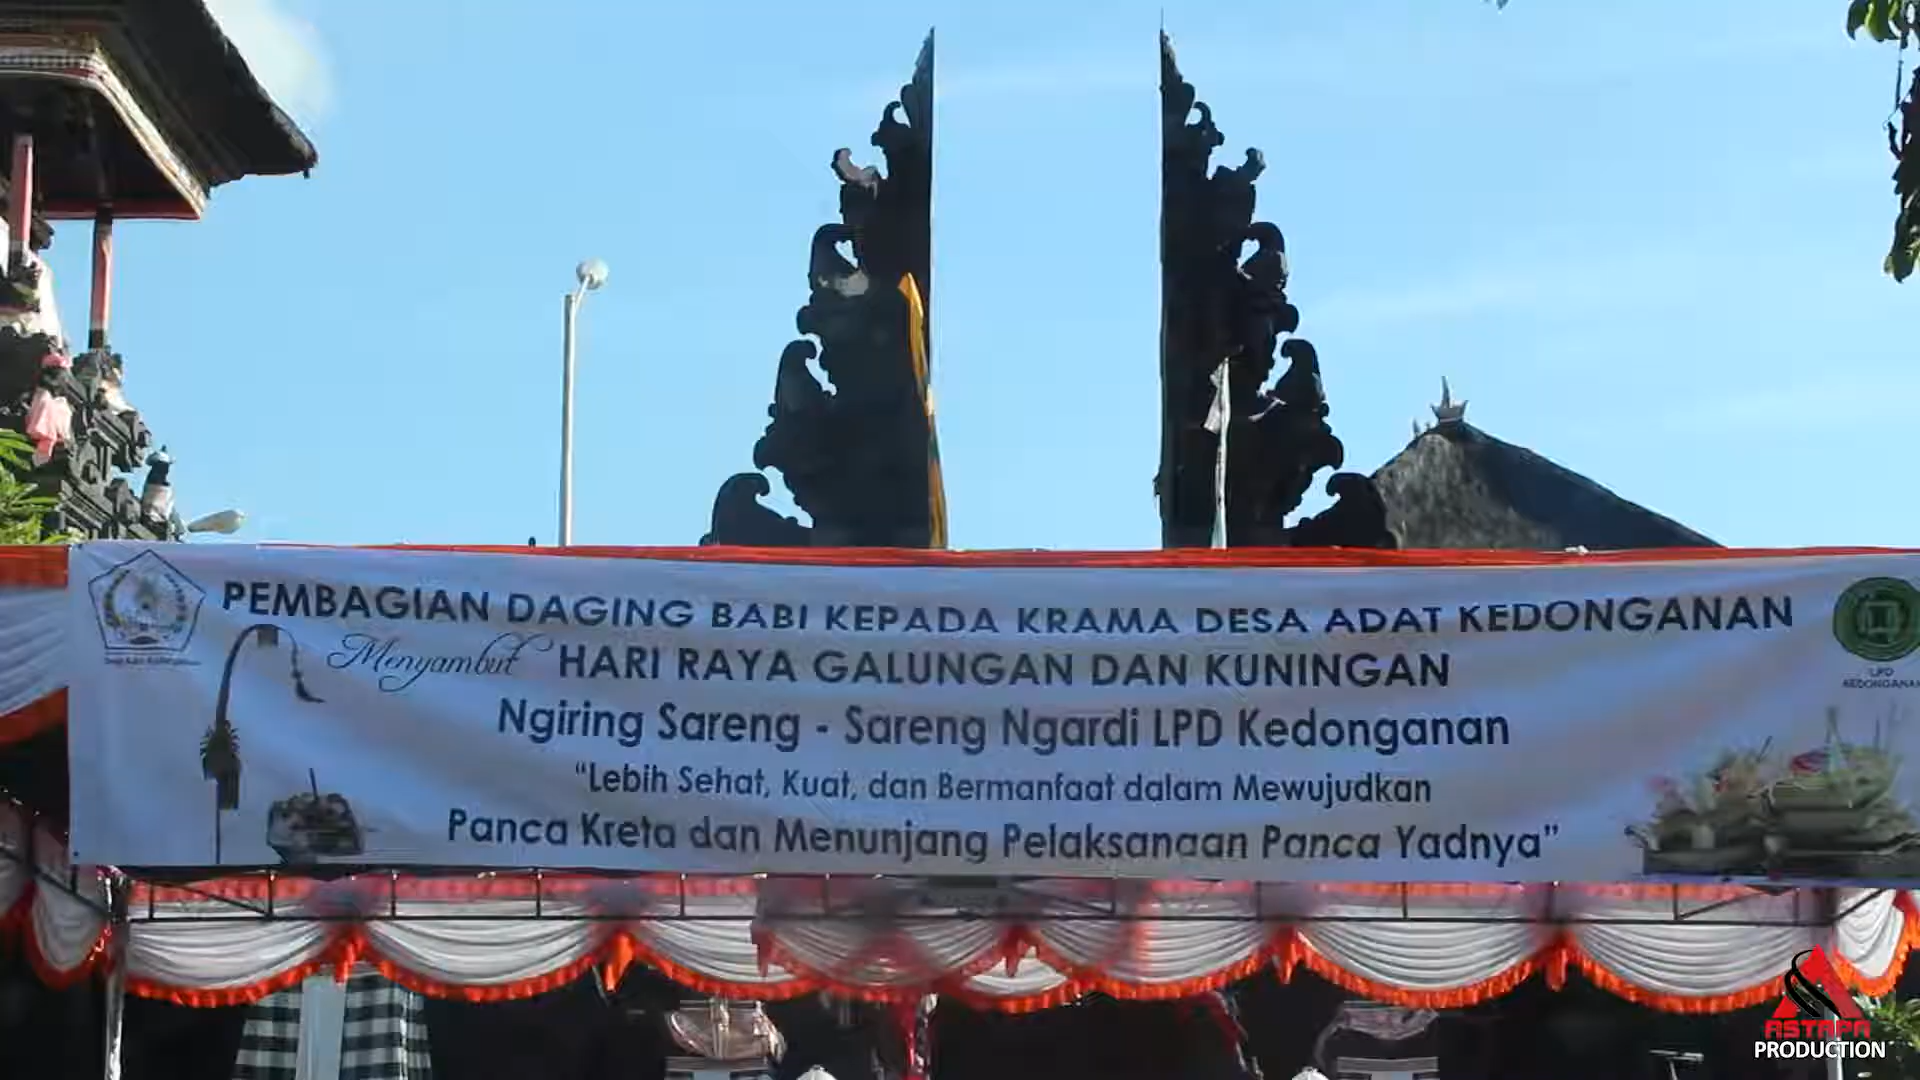 PEMBAGIAN DAGING BABI KEPADA KRAMA DESA ADAT KEDONGANAN
Menyambut HARI RAYA GALUNGAN DAN KUNINGAN
Ngiring Sareng - Sareng Ngardi LPD Kedonganan
"Lebih Sehat, Kuat, dan Bermanfaat dalam Mewujudkan
Panca Kreta dan Menunjang Pelaksanaan Panca Yadnya"
LPD
KEDONGANAN
ASTAPA
PRODUCTION